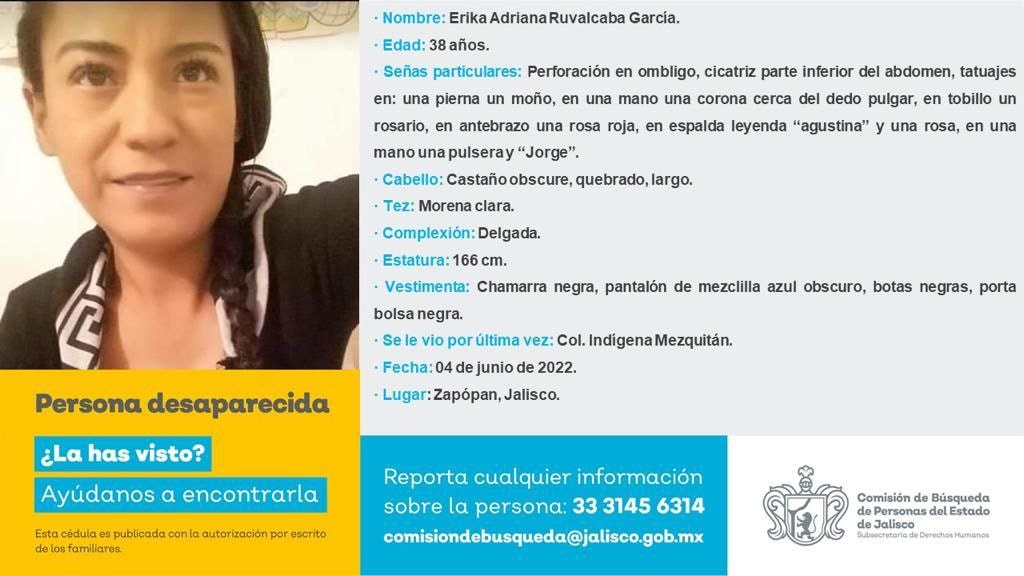 · Nombre: Erika Adriana Ruvalcaba García.
· Edad: 38 años.
· Señas particulares: Perforación en ombligo, cicatriz parte inferior del abdomen, tatuajes
en: una pierna un moño, en una mano una corona cerca del dedo pulgar, en tobillo un
rosario, en antebrazo una rosa roja, en espalda leyenda “agustina” y una rosa, en una
mano una pulsera y “Jorge”.
· Cabello: Castaño obscure, quebrado, largo.
· Tez: Morena clara.
· Complexión: Delgada.
· Estatura: 166 cm.
· Vestimenta: Chamarra negra, pantalón de mezclilla azul obscuro, botas negras, porta
bolsa negra.
· Se le vio por última vez: Col. Indígena Mezquitán.
· Fecha: 04 de junio de 2022.
· Lugar: Zapópan, Jalisco.
Persona desaparecida
¿La has visto?
Ayúdanos a encontrarla
Esta cédula es publicada con la autorización por escrito
de los familiares.
Reporta cualquier información
sobre la persona: 33 3145 6314
comisiondebusqueda@jalisco.gob.mx
Comisión de Búsqueda
de Personas del Estado
de Jalisco
Subsecretaría de Derechos Humanos